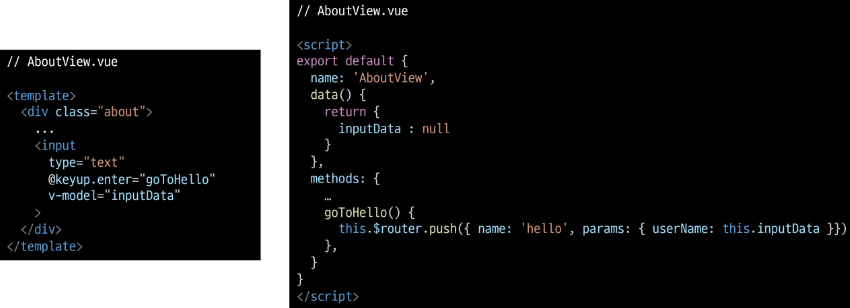 // AboutView.vue
<template>
<div class="about">
...
<input
type="text"
@keyup.enter="goToHello"
v-model="inputData"
>
</div>
</template>
// AboutView.vue
<script>
export default {
name: 'AboutView',
data() {
return {
inputData : null
}
},
methods: {
…
goToHello() {
this.$router.push({ name: 'hello', params: { userName: this.inputData }})
},
}
}
</script>